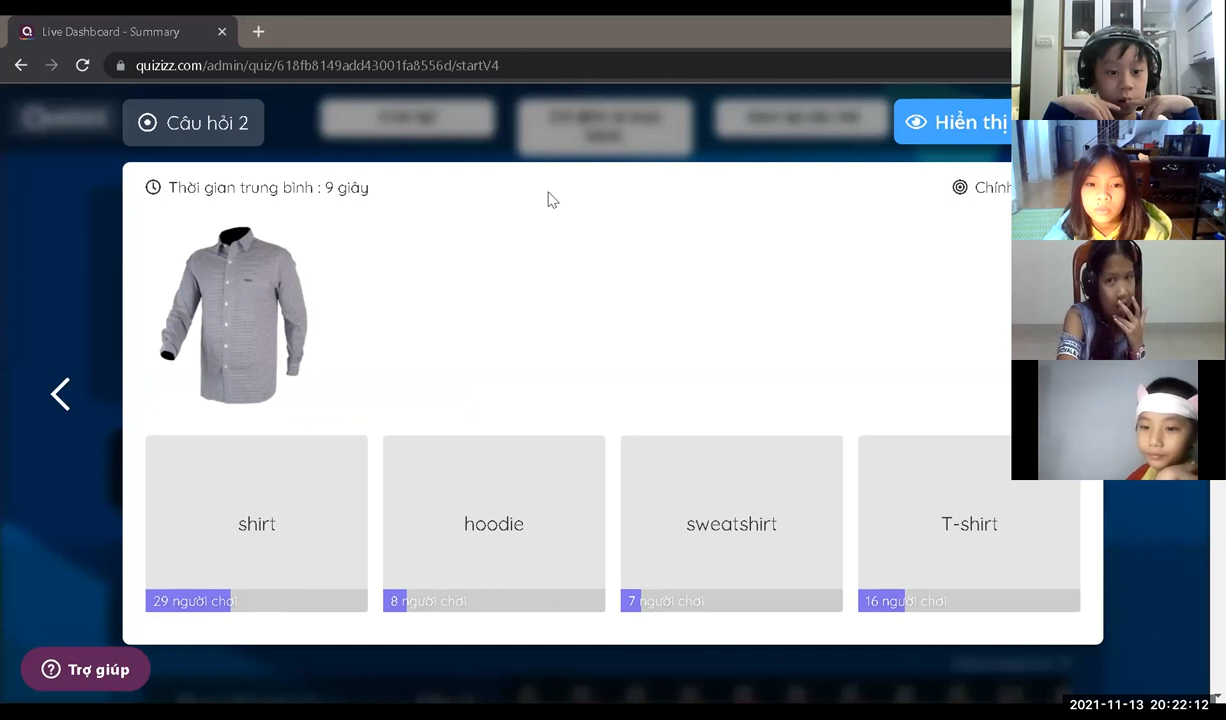 Live Dashboard - Summary
quizizz.com/admin/quiz/618fb8149add43001fa8556d/startV4
Câu hỏi 2
Hiển thị
Thời gian trung bình : 9 giây
Chính
shirt
hoodie
sweatshirt
T-shirt
29 người chơi
8 người chơi
7 người chơi
16 người chơi
Trợ giúp
2021-11-13 20:22:12